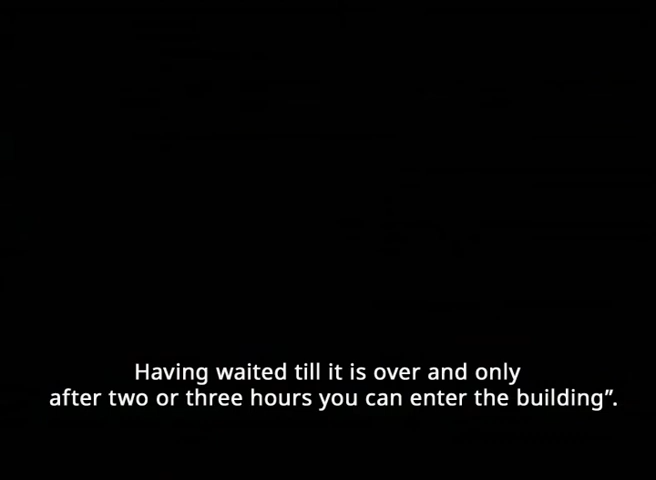 Having waited till it is over and only
after two or three hours you can enter the building”.